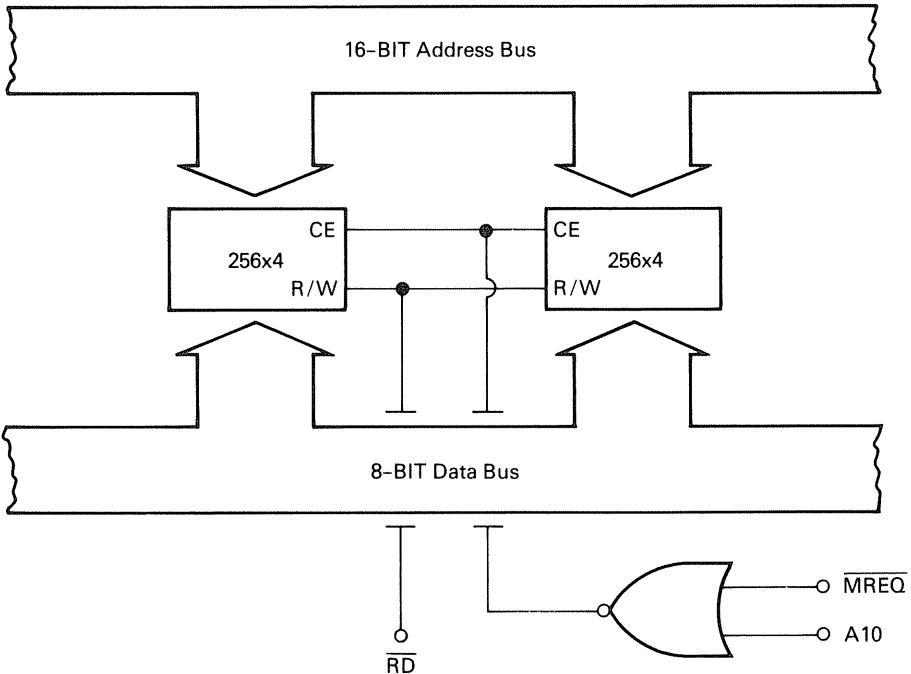 16-BIT Address Bus
CE
256x4
R/W
CE
256x4
R/W
8-BIT Data Bus
MREQ
A10
RD